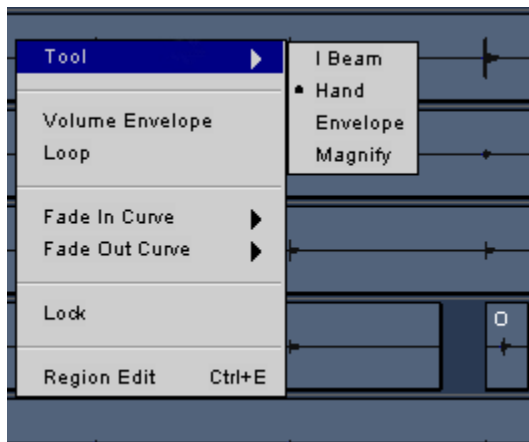 Tool
I Beam
Hand
Envelope
Magnify
Volume Envelope
Loop
Fade In Curve
Fade Out Curve
Lock
Region Edit Ctrl+E
O